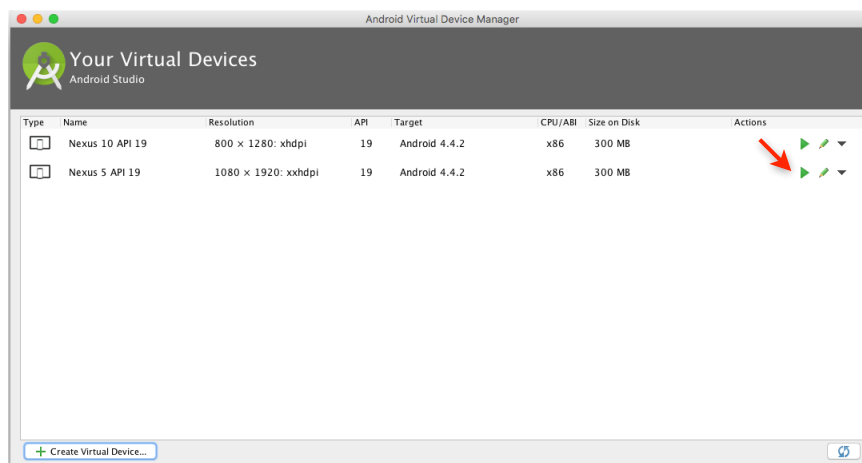 Android Virtual Device Manager
Your Virtual Devices
Android Studio
Type Name Resolution API Target CPU/ABI Size on Disk Actions
Nexus 10 API 19 800 × 1280: xhdpi 19 Android 4.4.2 x86 300 MB
Nexus 5 API 19 1080 × 1920: xxhdpi 19 Android 4.4.2 x86 300 MB
Create Virtual Device...